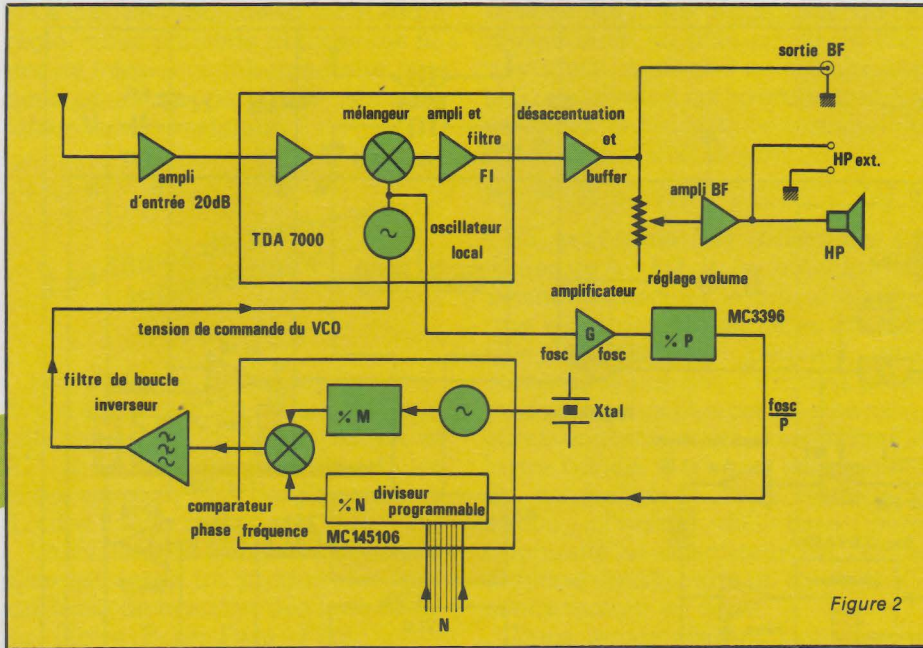 sortie BF
mélangeur
ampli et
filtre
FI
désaccentuation
et
buffer
HP ext.
ampli BF
HP
ampli
d'entrée 20dB
TDA 7000
oscillateur
local
réglage volume
tension de commande du VCO
amplificateur
G
fosc
fosc
MC3396
% P
filtre de boucle
inverseur
% M
Xtal
fosc
P
comparateur
phase fréquence
% N
diviseur
programmable
MC145106
N
Figure 2